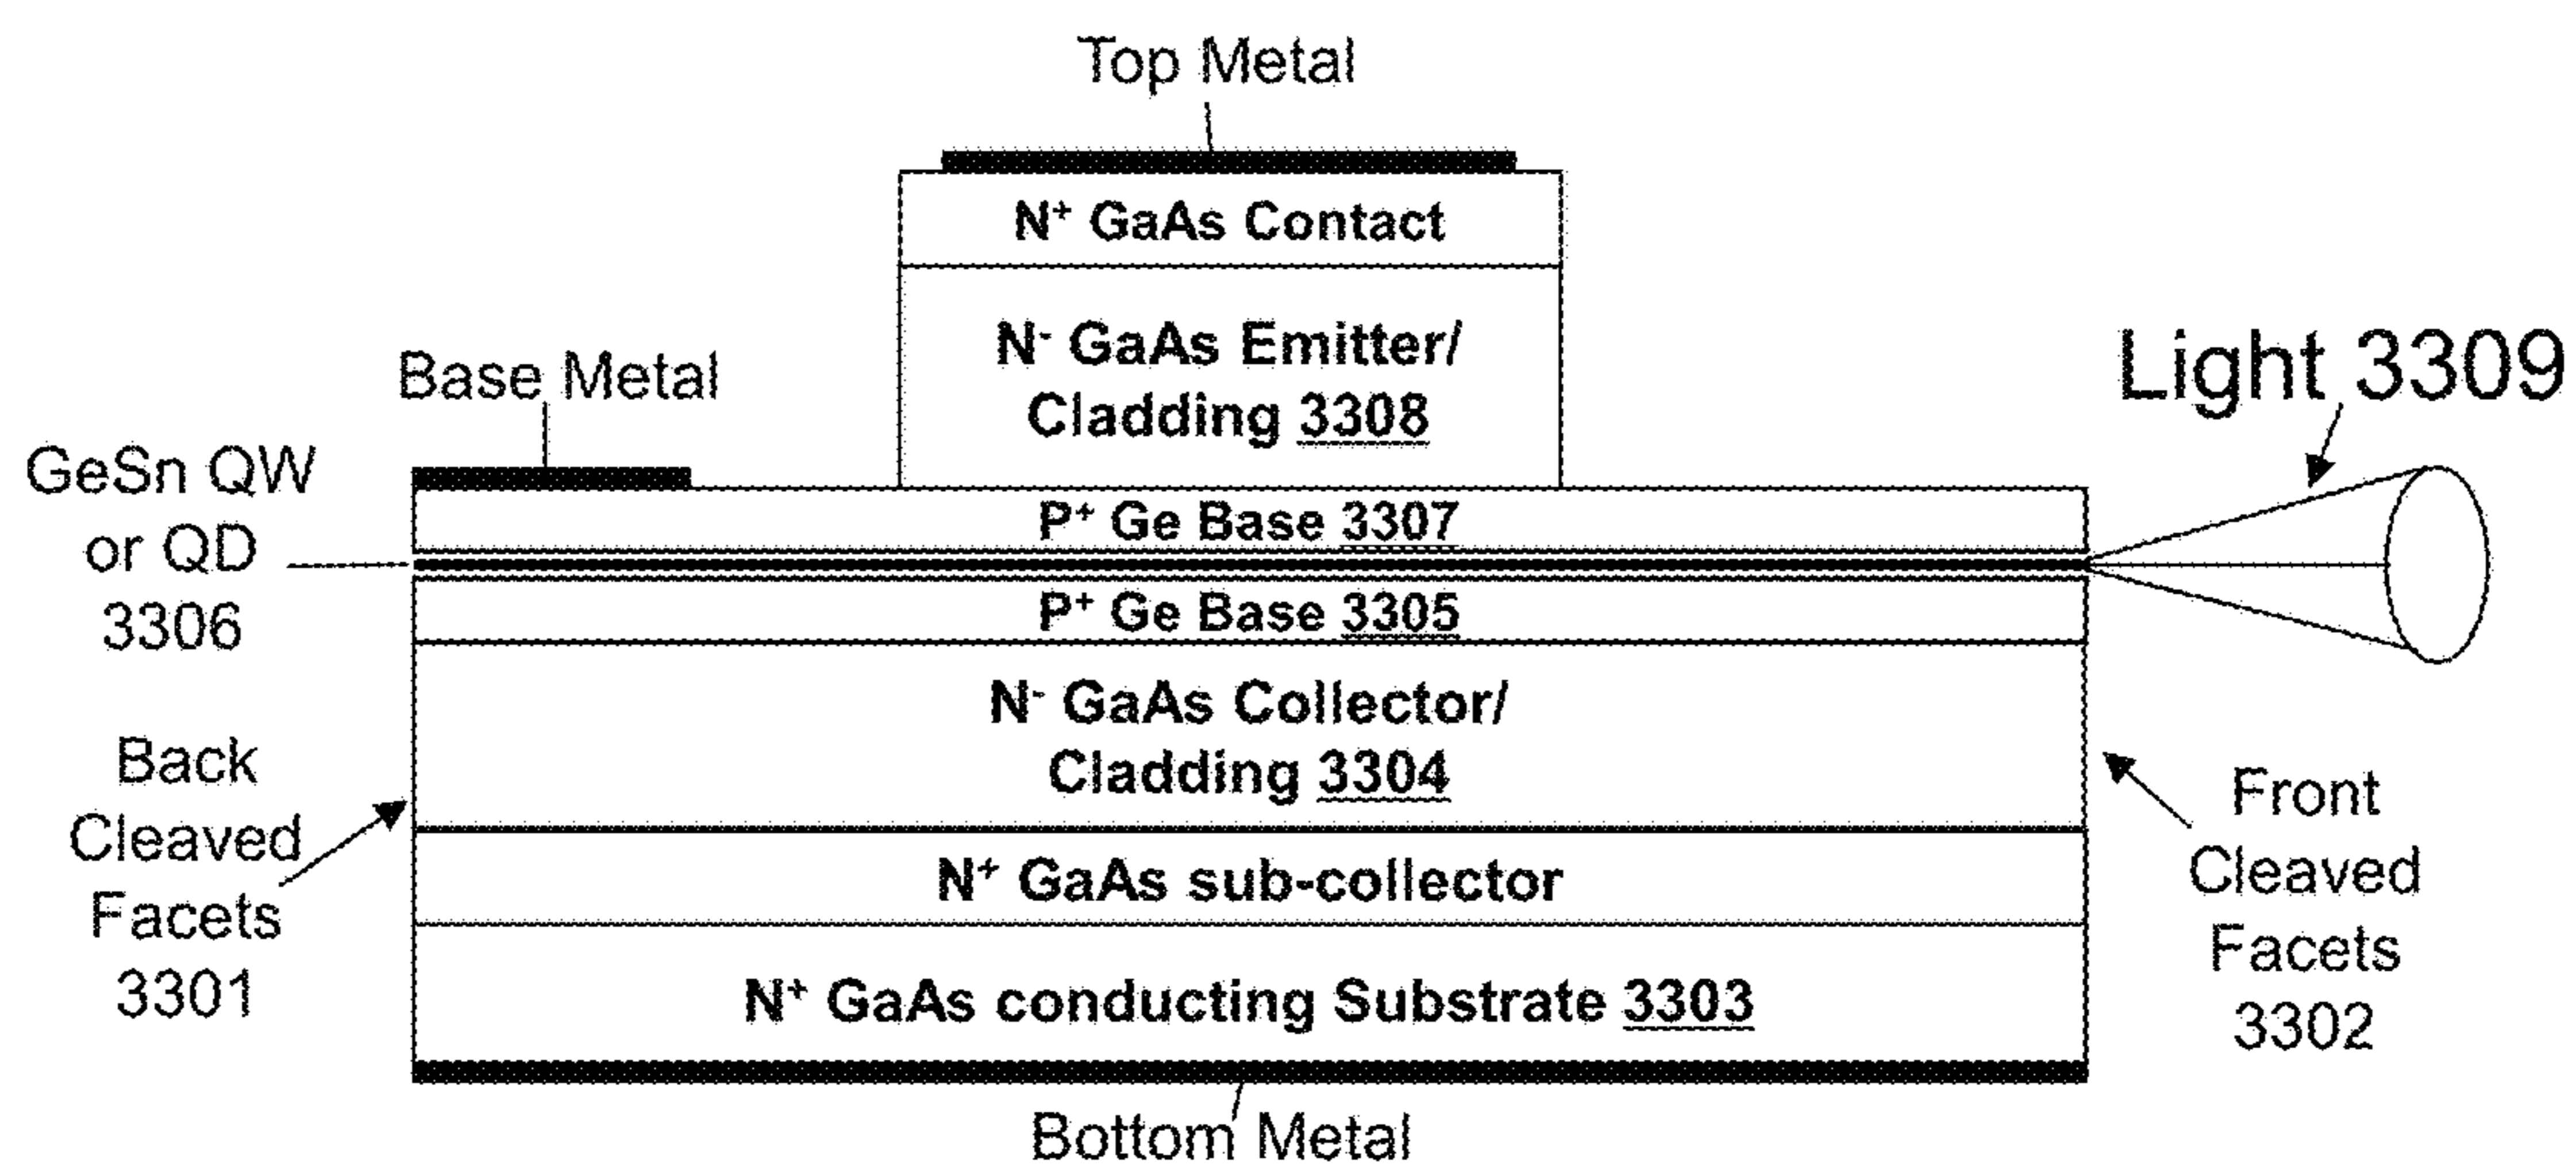 Top Metal
N⁺ GaAs Contact
N⁻ GaAs Emitter/
Cladding 3308
Base Metal
Light 3309
GeSn QW
or QD
3306
P⁺ Ge Base 3307
P⁺ Ge Base 3305
N⁻ GaAs Collector/
Cladding 3304
Back
Cleaved
Facets
3301
Front
Cleaved
Facets
3302
N⁺ GaAs sub-collector
N⁺ GaAs conducting Substrate 3303
Bottom Metal